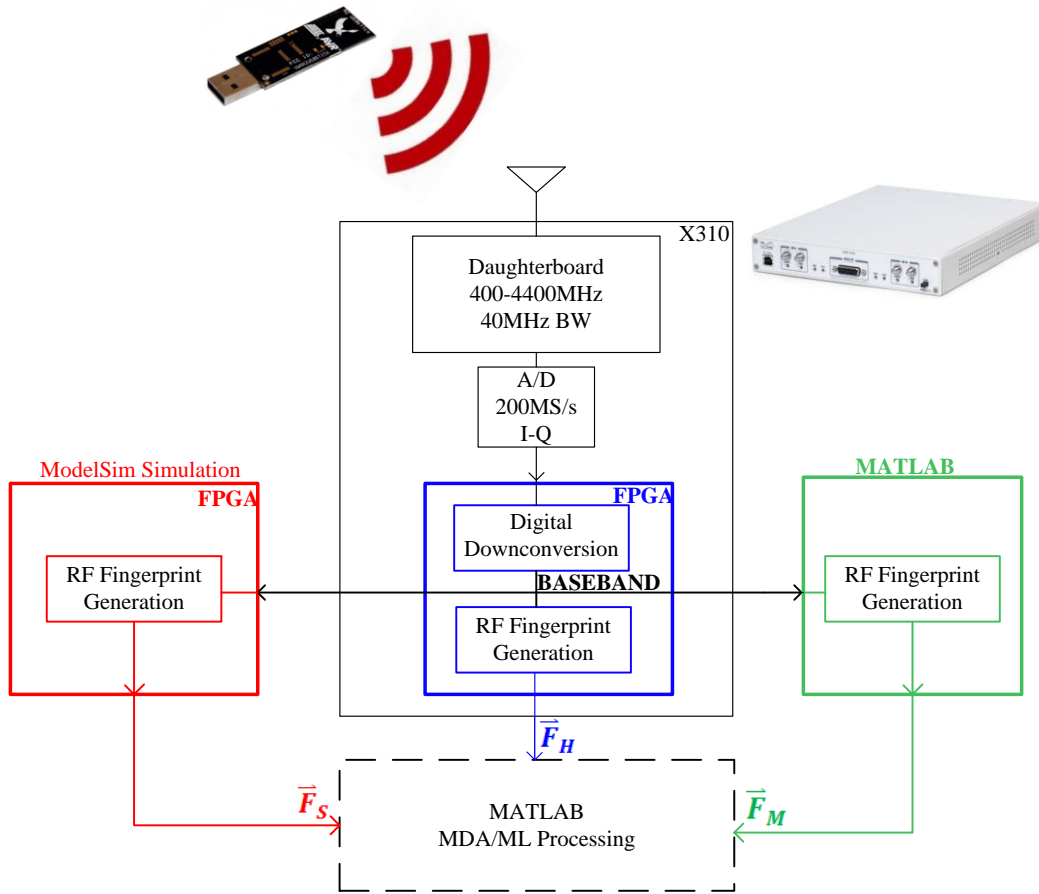 AVR
X310
Daughterboard
400-4400MHz
40MHz BW
A/D
200MS/s
I-Q
ModelSim Simulation
FPGA
RF Fingerprint
Generation
FPGA
Digital
Downconversion
BASEBAND
RF Fingerprint
Generation
MATLAB
RF Fingerprint
Generation
F_S
F_H
F_M
MATLAB
MDA/ML Processing